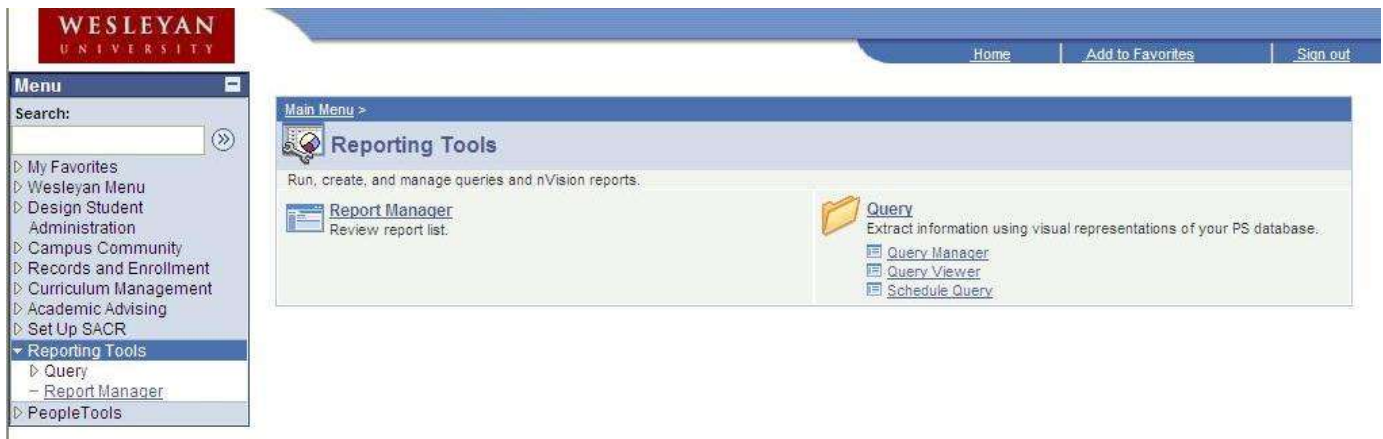 WESLEYAN
UNIVERSITY
Home
Add to Favorites
Sign out
Menu
Search:
My Favorites
Wesleyan Menu
Design Student
Administration
Campus Community
Records and Enrollment
Curriculum Management
Academic Advising
Set Up SACR
Reporting Tools
Query
Report Manager
PeopleTools
Main Menu >
Reporting Tools
Run, create, and manage queries and nVision reports.
Report Manager
Review report list.
Query
Extract information using visual representations of your PS database.
Query Manager
Query Viewer
Schedule Query